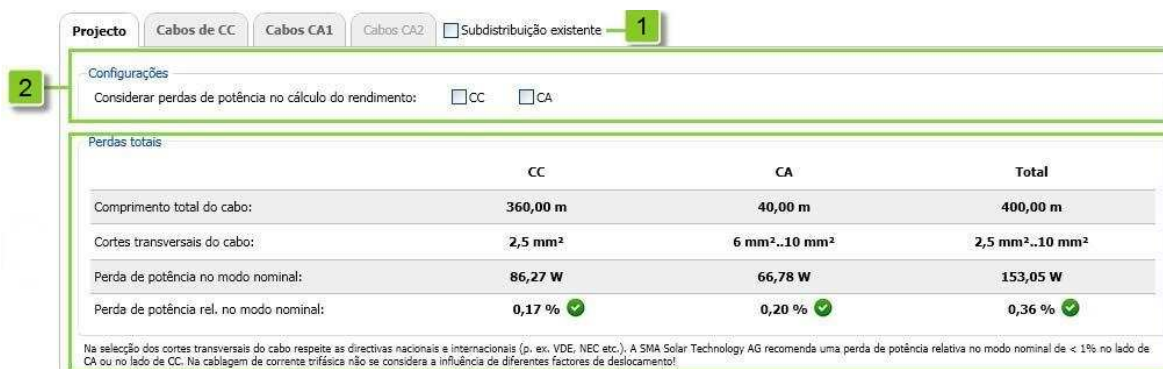 Projecto Cabos de CC Cabos CA1 Cabos CA2 Subdistribuição existente 1
2
Configurações
Considerar perdas de potência no cálculo do rendimento: CC CA
Perdas totais
CC CA Total
Comprimento total do cabo: 360,00 m 40,00 m 400,00 m
Cortes transversais do cabo: 2,5 mm² 6 mm²..10 mm² 2,5 mm²..10 mm²
Perda de potência no modo nominal: 86,27 W 66,78 W 153,05 W
Perda de potência rel. no modo nominal: 0,17 % 0,20 % 0,36 %
Na selecção dos cortes transversais do cabo respeite as directivas nacionais e internacionais (p. ex. VDE, NEC etc.). A SMA Solar Technology AG recomenda uma perda de potência relativa no modo nominal de < 1% no lado de
CA ou no lado de CC. Na cablagem de corrente trifásica não se considera a influência de diferentes factores de deslocamento!